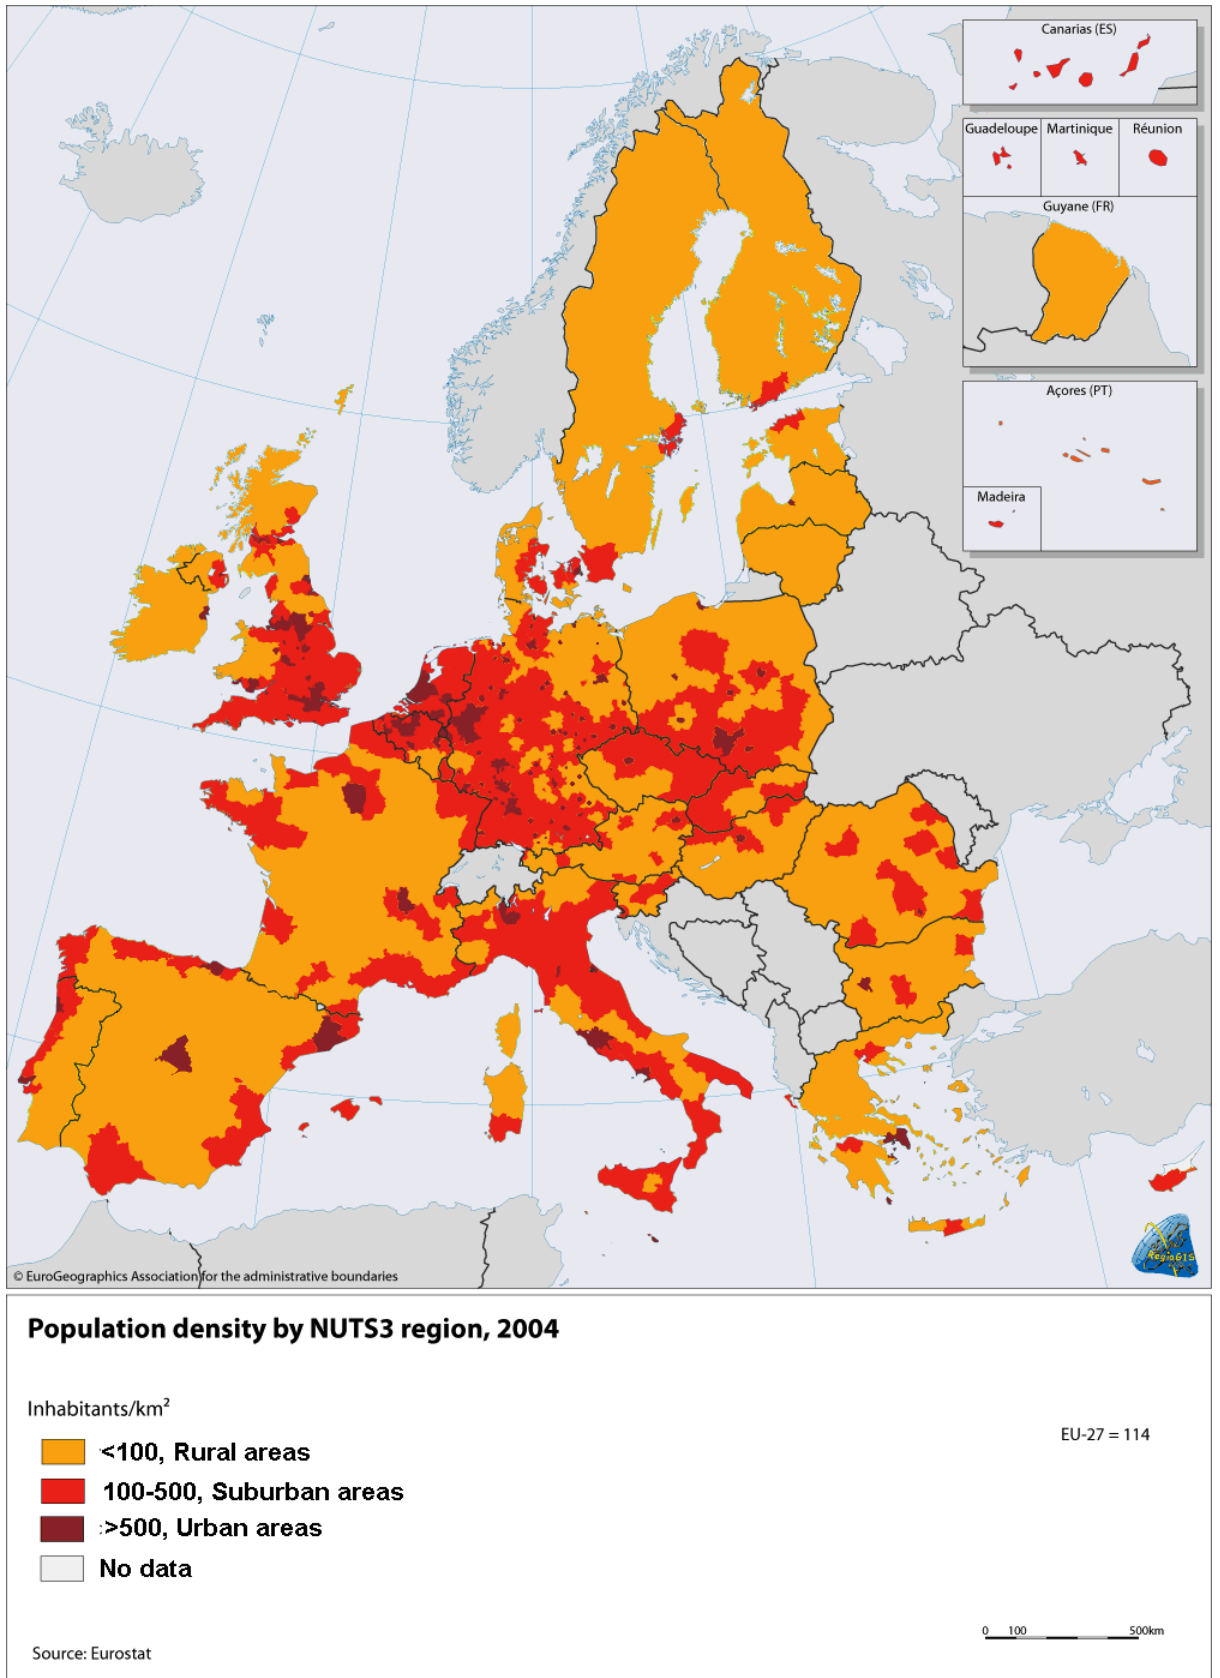 Canarias (ES)
Guadeloupe
Martinique
Réunion
Guyane (FR)
Açores (PT)
Madeira
RegioGIS
© EuroGeographics Association for the administrative boundaries
Population density by NUTS3 region, 2004
Inhabitants/km²
EU-27 = 114
<100, Rural areas
100-500, Suburban areas
>500, Urban areas
No data
0 100 500km
Source: Eurostat